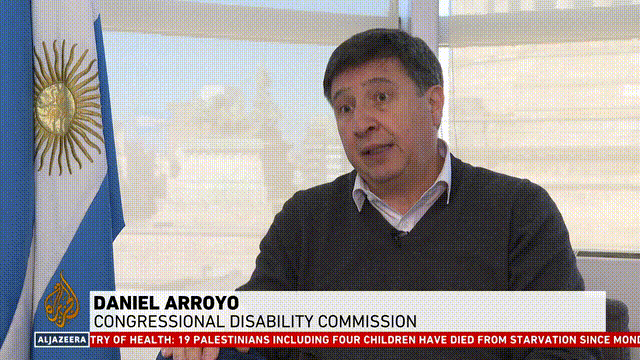 DANIEL ARROYO
CONGRESSIONAL DISABILITY COMMISSION
ALJAZEERA
TRY OF HEALTH: 19 PALESTINIANS INCLUDING FOUR CHILDREN HAVE DIED FROM STARVATION SINCE MON